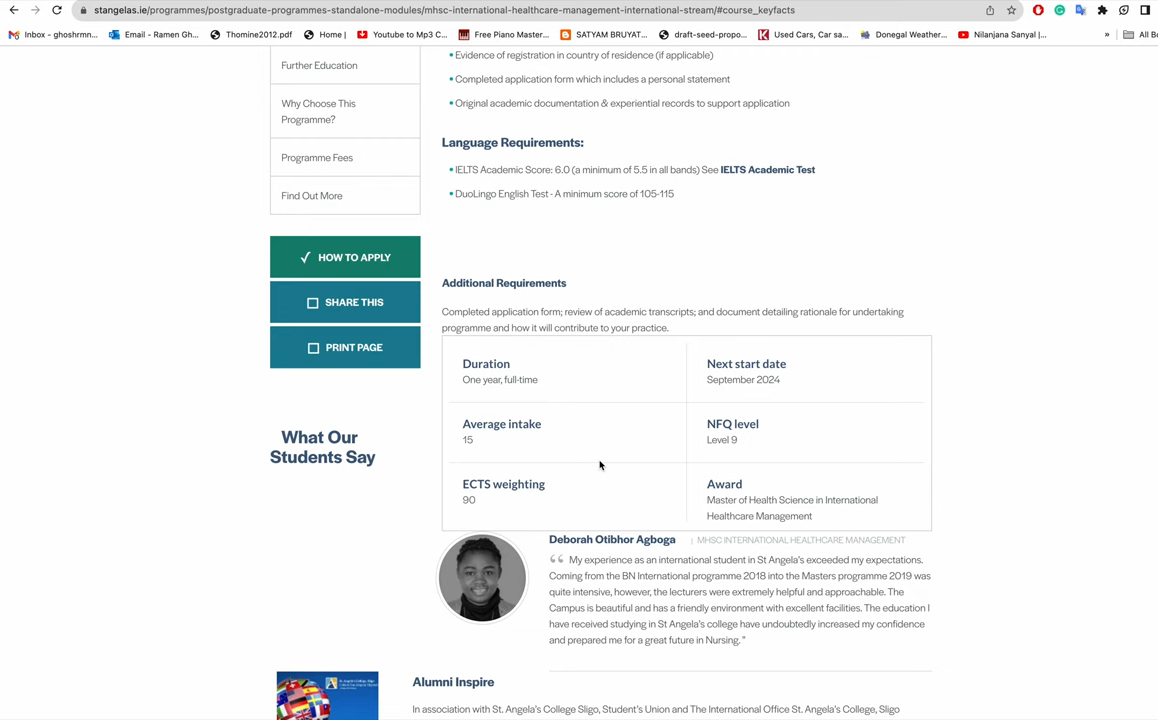 stangelas.ie/programmes/postgraduate-programmes-standalone-modules/mhsc-international-healthcare-management-international-stream/#course_keyfacts
Inbox - ghoshrmn...
Email - Ramen Gh...
Thomine2012.pdf
Home |
Youtube to Mp3 C...
Free Piano Master...
SATYAM BRUYAT...
draft-seed-propo...
Used Cars, Car sa...
Donegal Weather...
Nilanjana Sanyal |...
»
All B
Further Education
Why Choose This
Programme?
Programme Fees
Find Out More
HOW TO APPLY
SHARE THIS
PRINT PAGE
What Our
Students Say
• Evidence of registration in country of residence (if applicable)
• Completed application form which includes a personal statement
• Original academic documentation & experiential records to support application
Language Requirements:
• IELTS Academic Score: 6.0 (a minimum of 5.5 in all bands) See IELTS Academic Test
• DuoLingo English Test - A minimum score of 105-115
Additional Requirements
Completed application form; review of academic transcripts; and document detailing rationale for undertaking
programme and how it will contribute to your practice.
Duration
One year, full-time
Next start date
September 2024
Average intake
15
NFQ level
Level 9
ECTS weighting
90
Award
Master of Health Science in International
Healthcare Management
Deborah Otibhor Agboga | MHSC INTERNATIONAL HEALTHCARE MANAGEMENT
“ My experience as an international student in St Angela's exceeded my expectations.
Coming from the BN International programme 2018 into the Masters programme 2019 was
quite intensive, however, the lecturers were extremely helpful and approachable. The
Campus is beautiful and has a friendly environment with excellent facilities. The education I
have received studying in St Angela's college have undoubtedly increased my confidence
and prepared me for a great future in Nursing. ”
Alumni Inspire
In association with St. Angela's College Sligo, Student's Union and The International Office St. Angela's College, Sligo